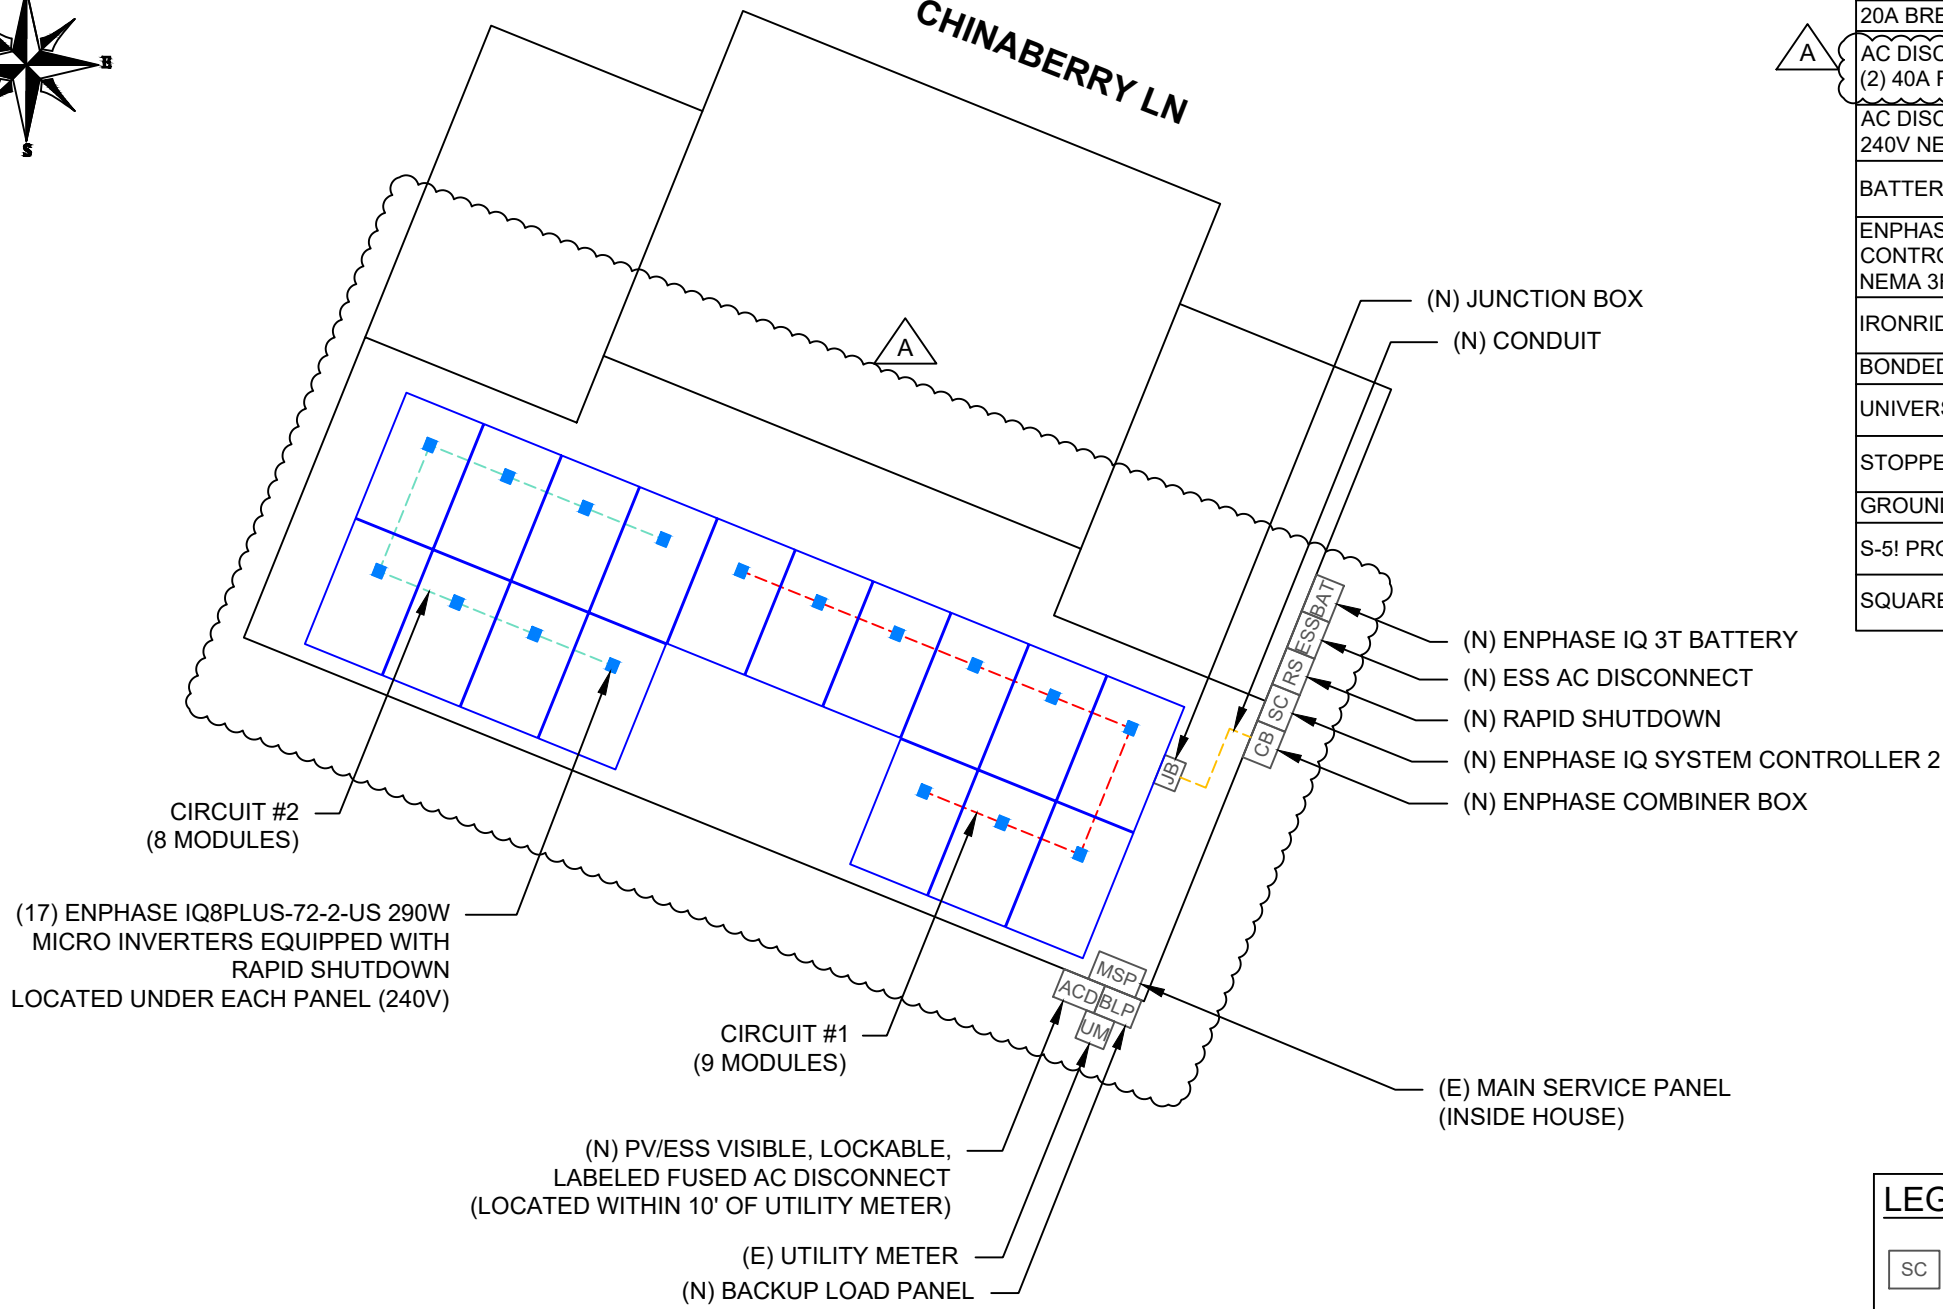 E
S
CHINABERRY LN
A
20A BRE
AC DISC
(2) 40A F
AC DISC
240V NE
BATTER
ENPHAS
CONTRO
NEMA 3R
IRONRID
BONDED
UNIVERS
STOPPE
GROUND
S-5! PRO
SQUARE
A
(N) JUNCTION BOX
(N) CONDUIT
BAT
ESS
RS
SC
CB
JB
(N) ENPHASE IQ 3T BATTERY
(N) ESS AC DISCONNECT
(N) RAPID SHUTDOWN
(N) ENPHASE IQ SYSTEM CONTROLLER 2
(N) ENPHASE COMBINER BOX
CIRCUIT #2
(8 MODULES)
(17) ENPHASE IQ8PLUS-72-2-US 290W
MICRO INVERTERS EQUIPPED WITH
RAPID SHUTDOWN
LOCATED UNDER EACH PANEL (240V)
CIRCUIT #1
(9 MODULES)
MSP
ACD
BLP
UM
(E) MAIN SERVICE PANEL
(INSIDE HOUSE)
(N) PV/ESS VISIBLE, LOCKABLE,
LABELED FUSED AC DISCONNECT
(LOCATED WITHIN 10' OF UTILITY METER)
(E) UTILITY METER
(N) BACKUP LOAD PANEL
LEG
SC